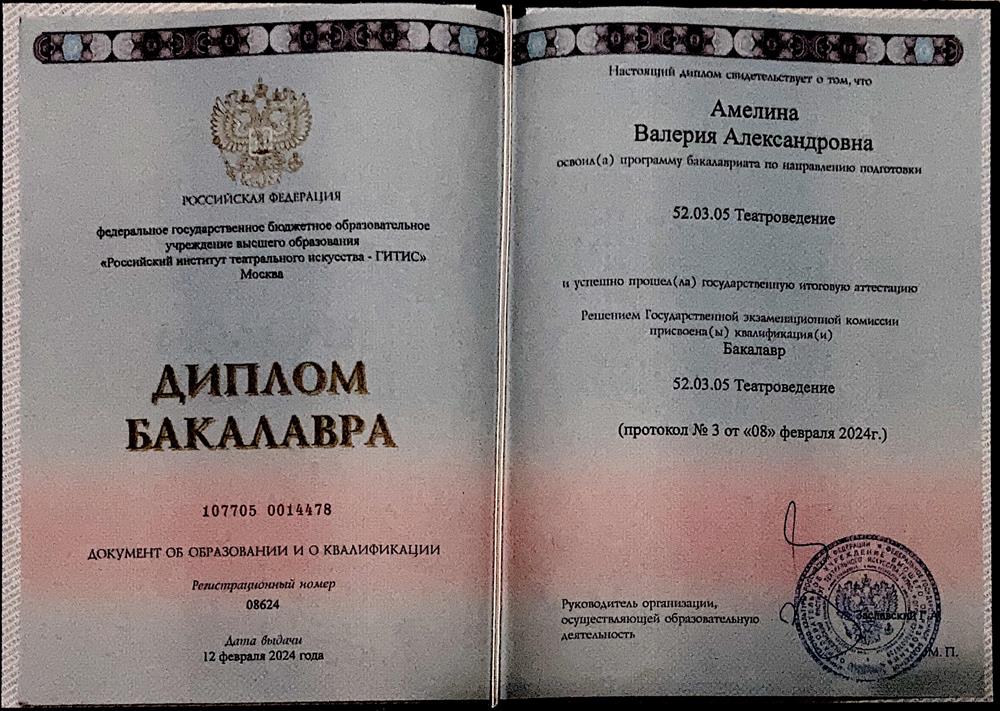 РОССИЙСКАЯ ФЕДЕРАЦИЯ
федеральное государственное бюджетное образовательное
учреждение высшего образования
«Российский институт театрального искусства - ГИТИС»
Москва
ДИПЛОМ
БАКАЛАВРА
107705 0014478
ДОКУМЕНТ ОБ ОБРАЗОВАНИИ И О КВАЛИФИКАЦИИ
Регистрационный номер
08624
Дата выдачи
12 февраля 2024 года
Настоящий диплом свидетельствует о том, что
Амелина
Валерия Александровна
освоил(а) программу бакалавриата по направлению подготовки
52.03.05 Театроведение
и успешно прошел(ла) государственную итоговую аттестацию
Решением Государственной экзаменационной комиссии
присвоена(ы) квалификация(и)
Бакалавр
52.03.05 Театроведение
(протокол № 3 от «08» февраля 2024г.)
Руководитель организации,
осуществляющей образовательную
деятельность
М. П.